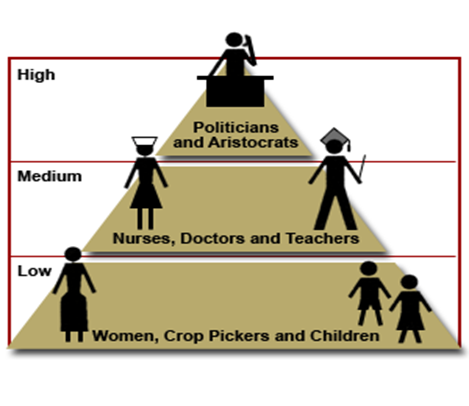 High
Politicians
and Aristocrats
Medium
Nurses, Doctors and Teachers
Low
Women, Crop Pickers and Children